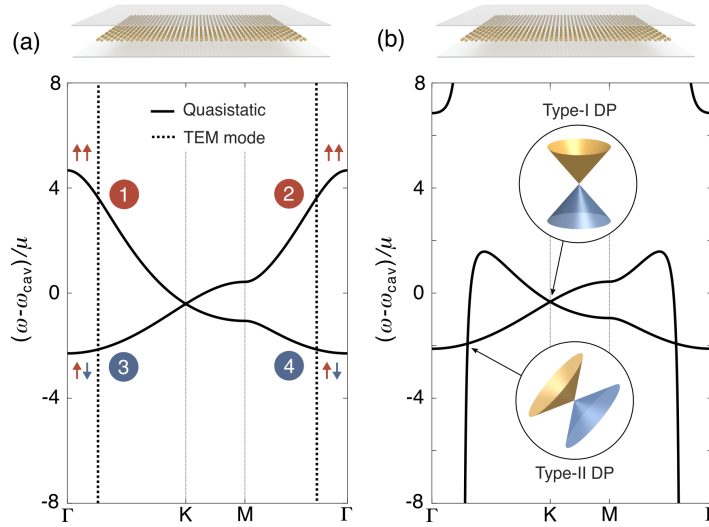 (a)
(b)
(ω-ω_cav)/μ
8
4
0
-4
-8
Quasistatic
TEM mode
↑↑
↑↑
1
2
3
4
↑↓
↑↓
Γ
K
M
Γ
(ω-ω_cav)/μ
8
4
0
-4
-8
Type-I DP
Type-II DP
Γ
K
M